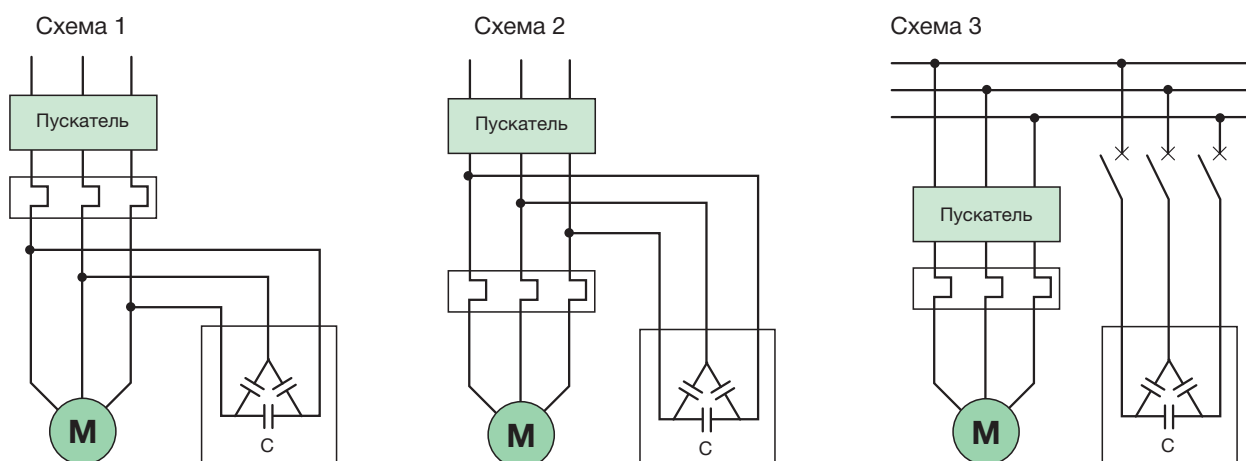 Схема 1
Схема 2
Схема 3
Пускатель
Пускатель
Пускатель
М
С
М
С
М
С